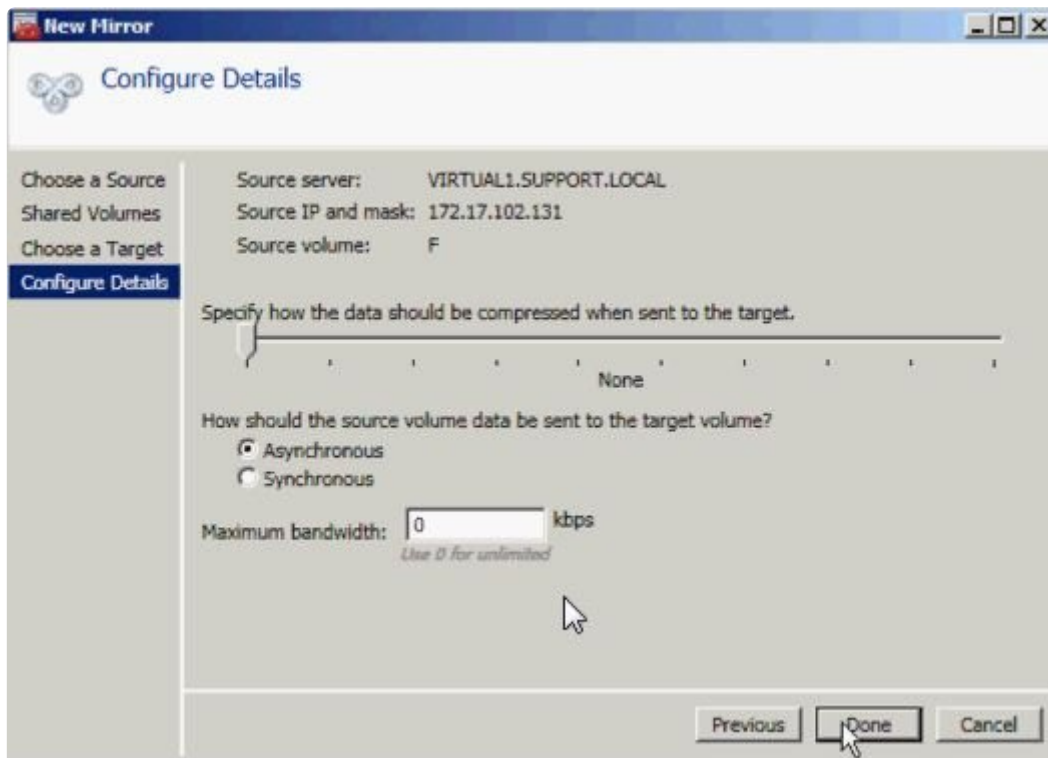 New Mirror
Configure Details
Choose a Source
Shared Volumes
Choose a Target
Configure Details
Source server: VIRTUAL1.SUPPORT.LOCAL
Source IP and mask: 172.17.102.131
Source volume: F
Specify how the data should be compressed when sent to the target.
None
How should the source volume data be sent to the target volume?
Asynchronous
Synchronous
Maximum bandwidth: 0 kbps
Use 0 for unlimited
Previous Done Cancel